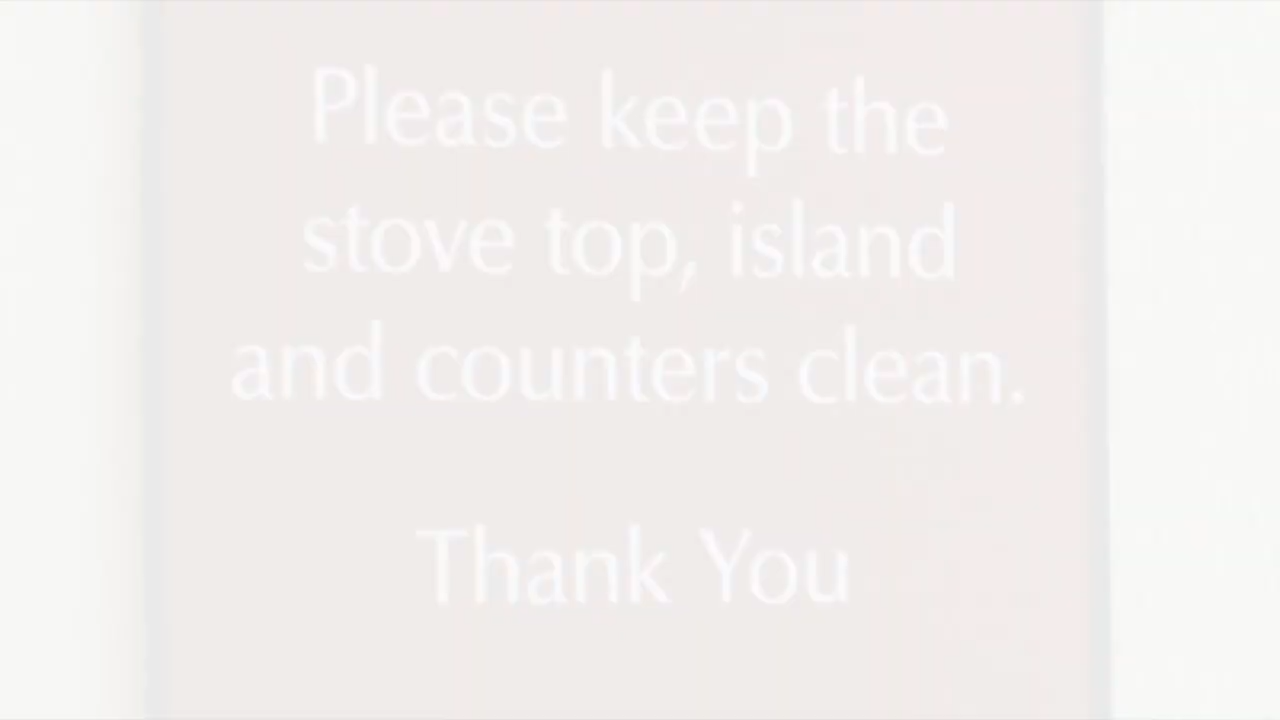 Please keep the
stove top, island
and counters clean.
Thank You